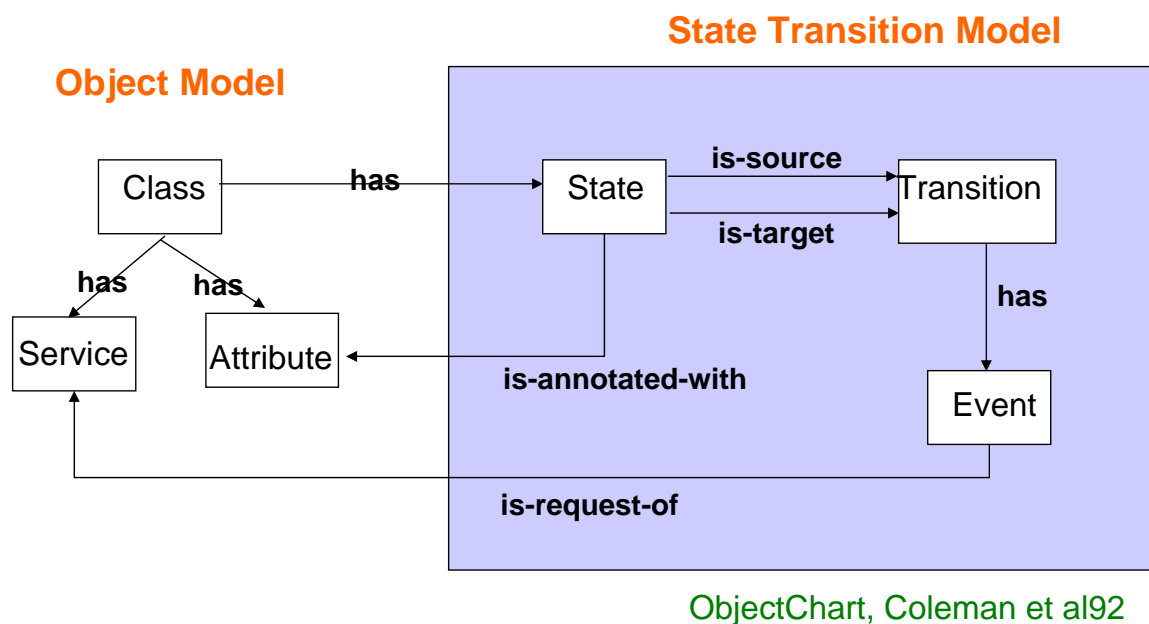 State Transition Model
Object Model
Class
has
State
is-source
Transition
is-target
has
has
has
Service
Attribute
is-annotated-with
Event
is-request-of
ObjectChart, Coleman et al92